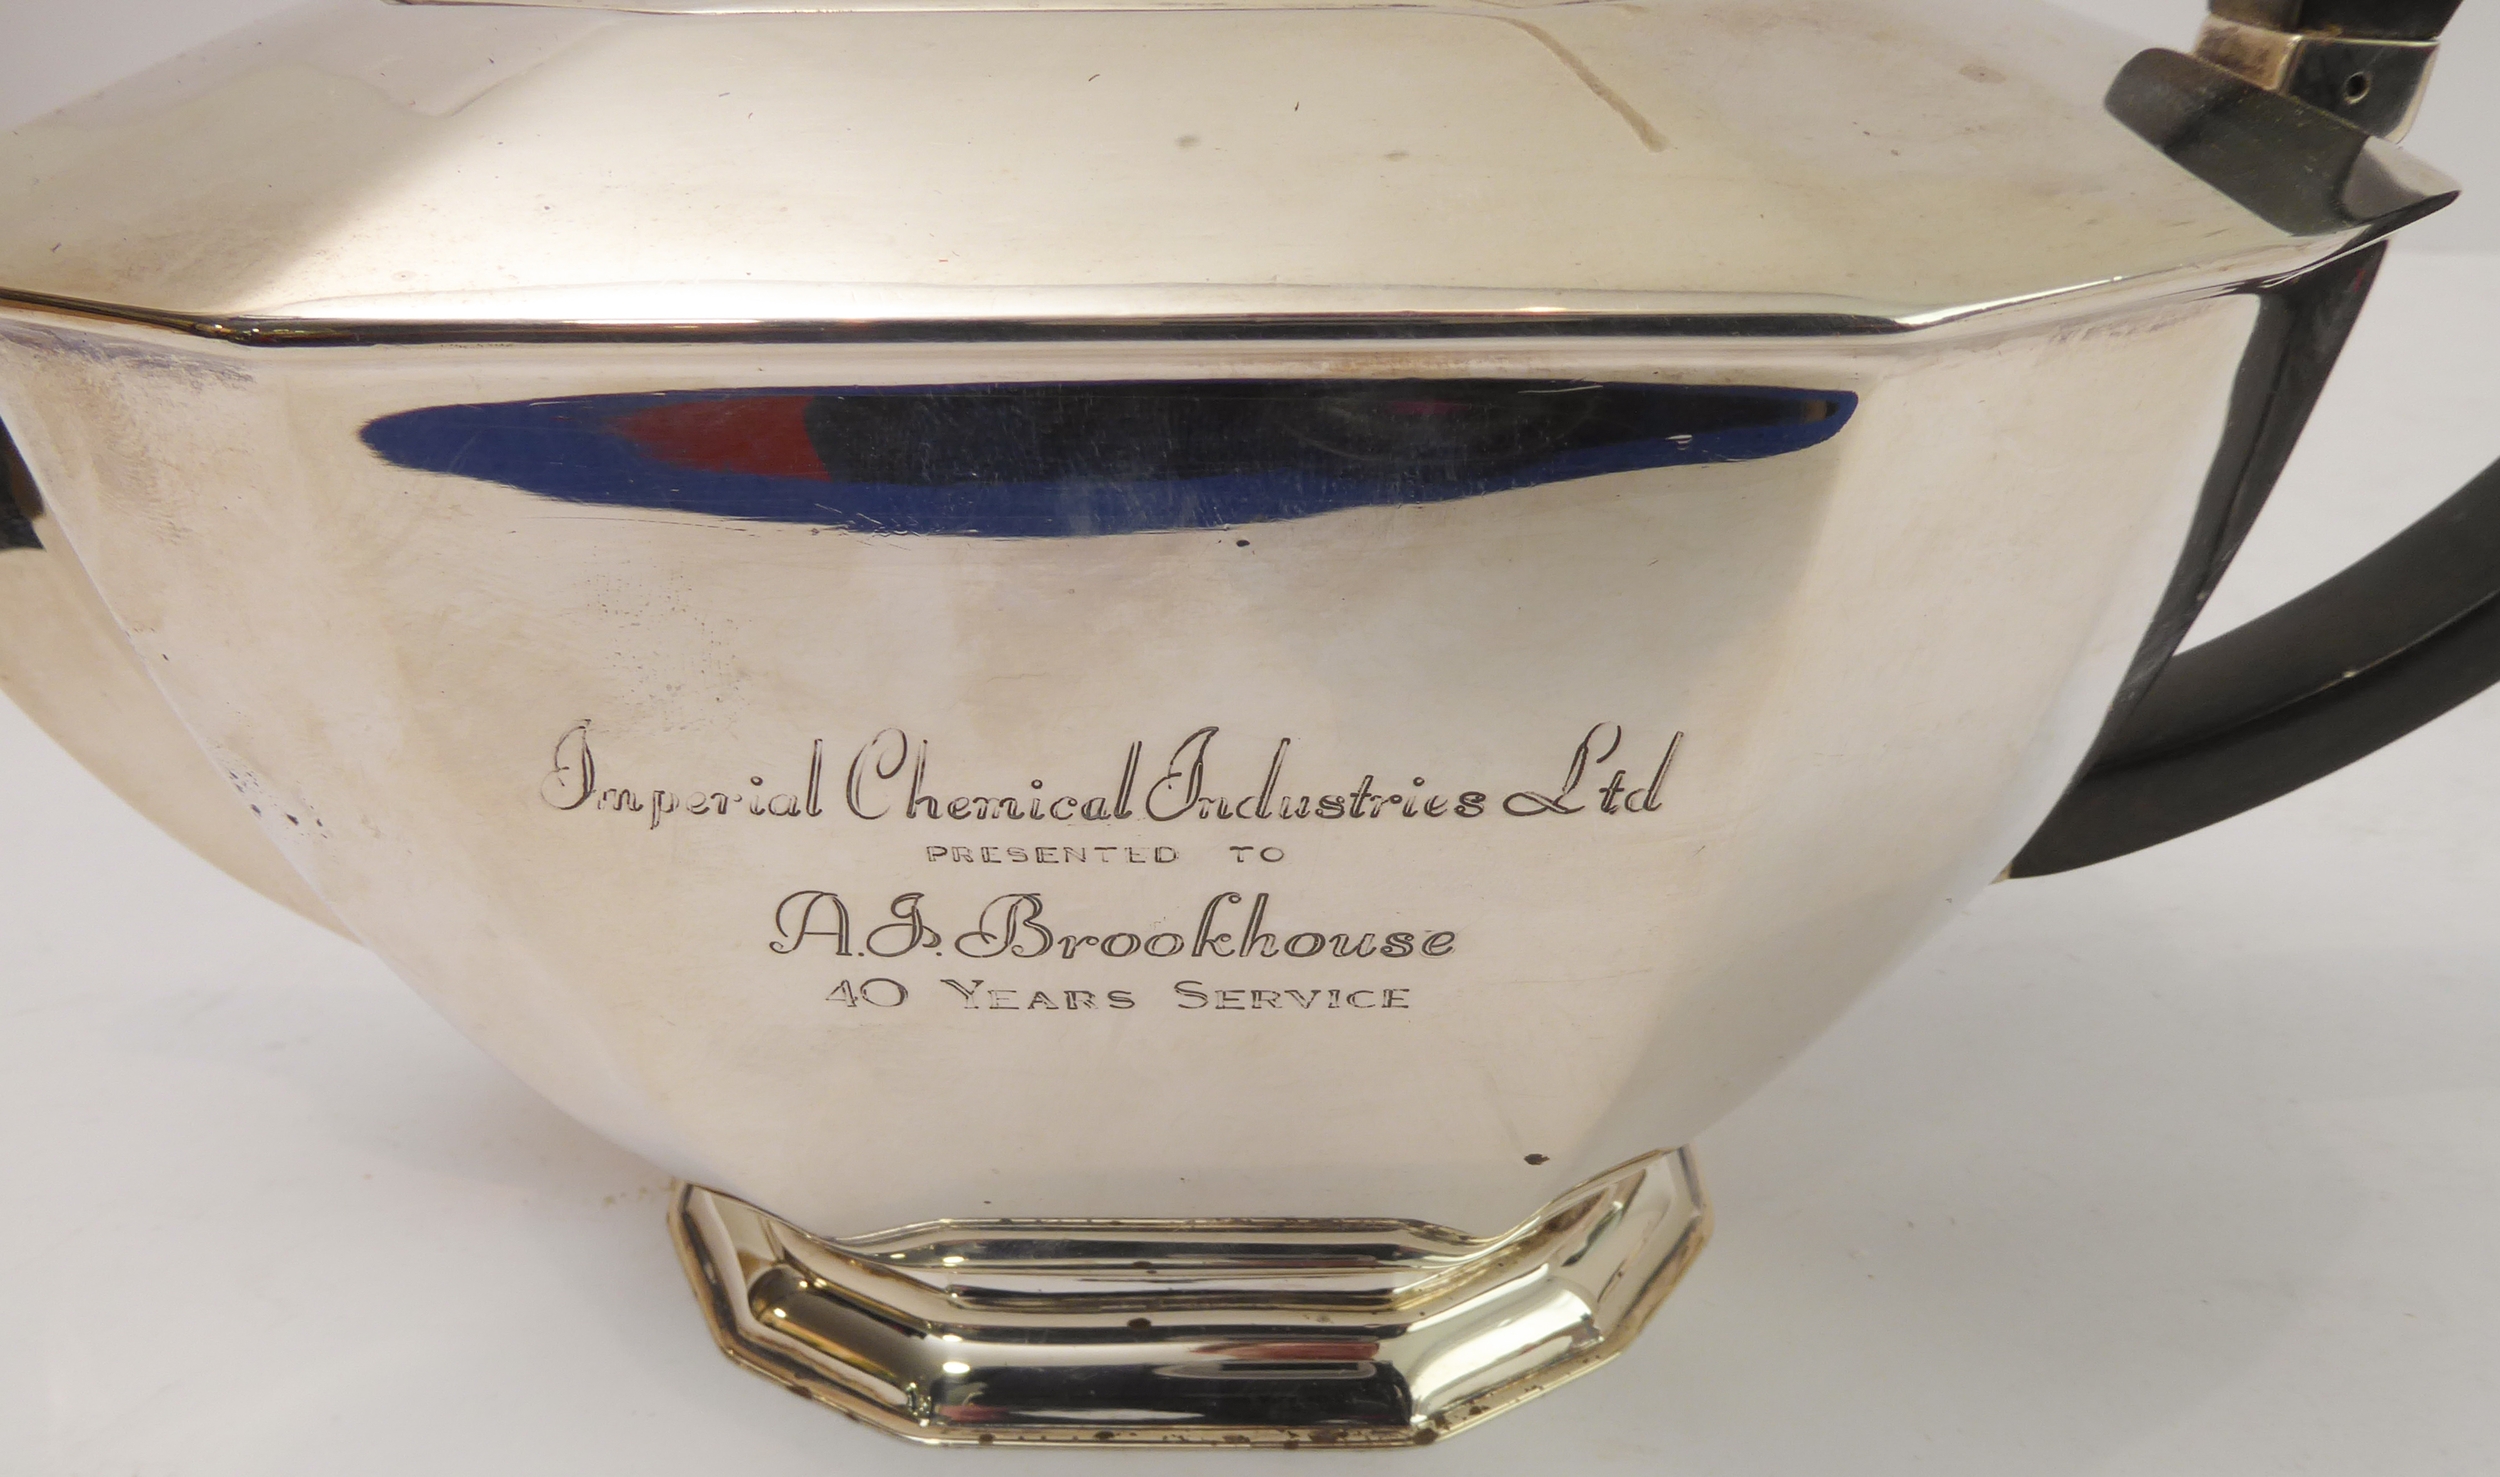 Imperial Chemical Industries Ltd
PRESENTED TO
A.J. Brookhouse
40 YEARS SERVICE